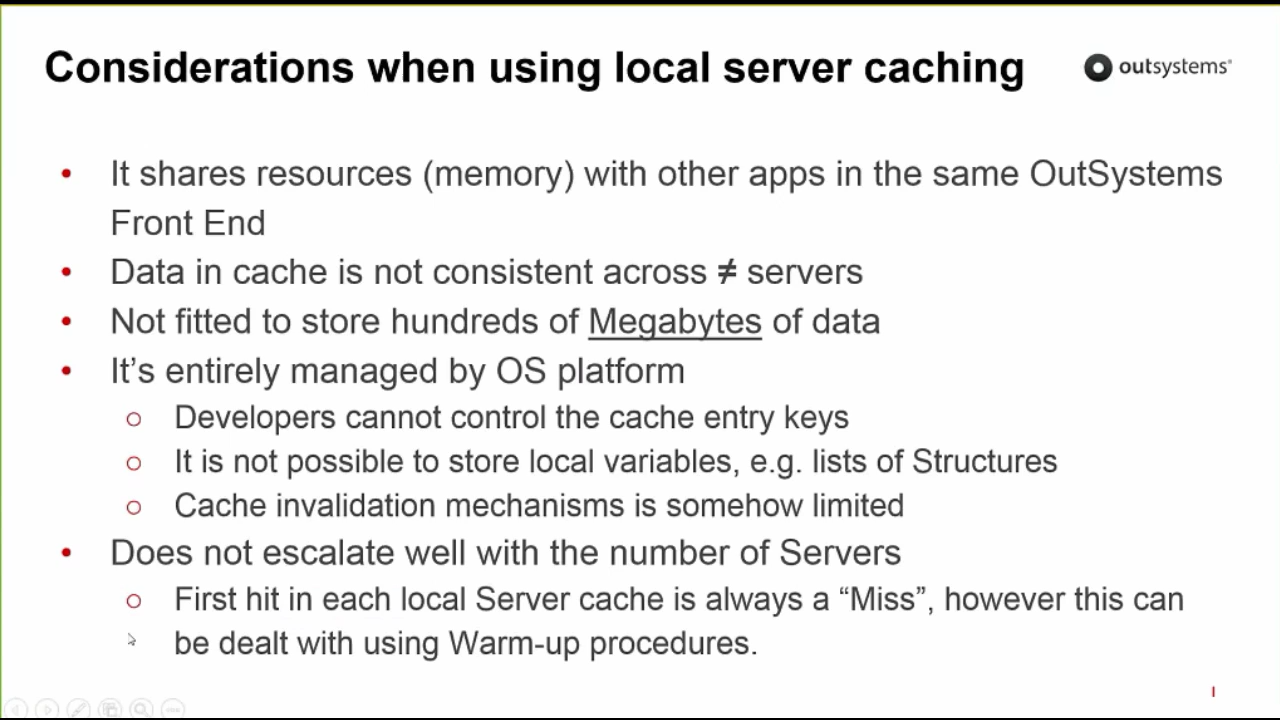 Considerations when using local server caching
outsystems®
• It shares resources (memory) with other apps in the same OutSystems
Front End
• Data in cache is not consistent across ≠ servers
• Not fitted to store hundreds of Megabytes of data
• It’s entirely managed by OS platform
○ Developers cannot control the cache entry keys
○ It is not possible to store local variables, e.g. lists of Structures
○ Cache invalidation mechanisms is somehow limited
• Does not escalate well with the number of Servers
○ First hit in each local Server cache is always a “Miss”, however this can
be dealt with using Warm-up procedures.